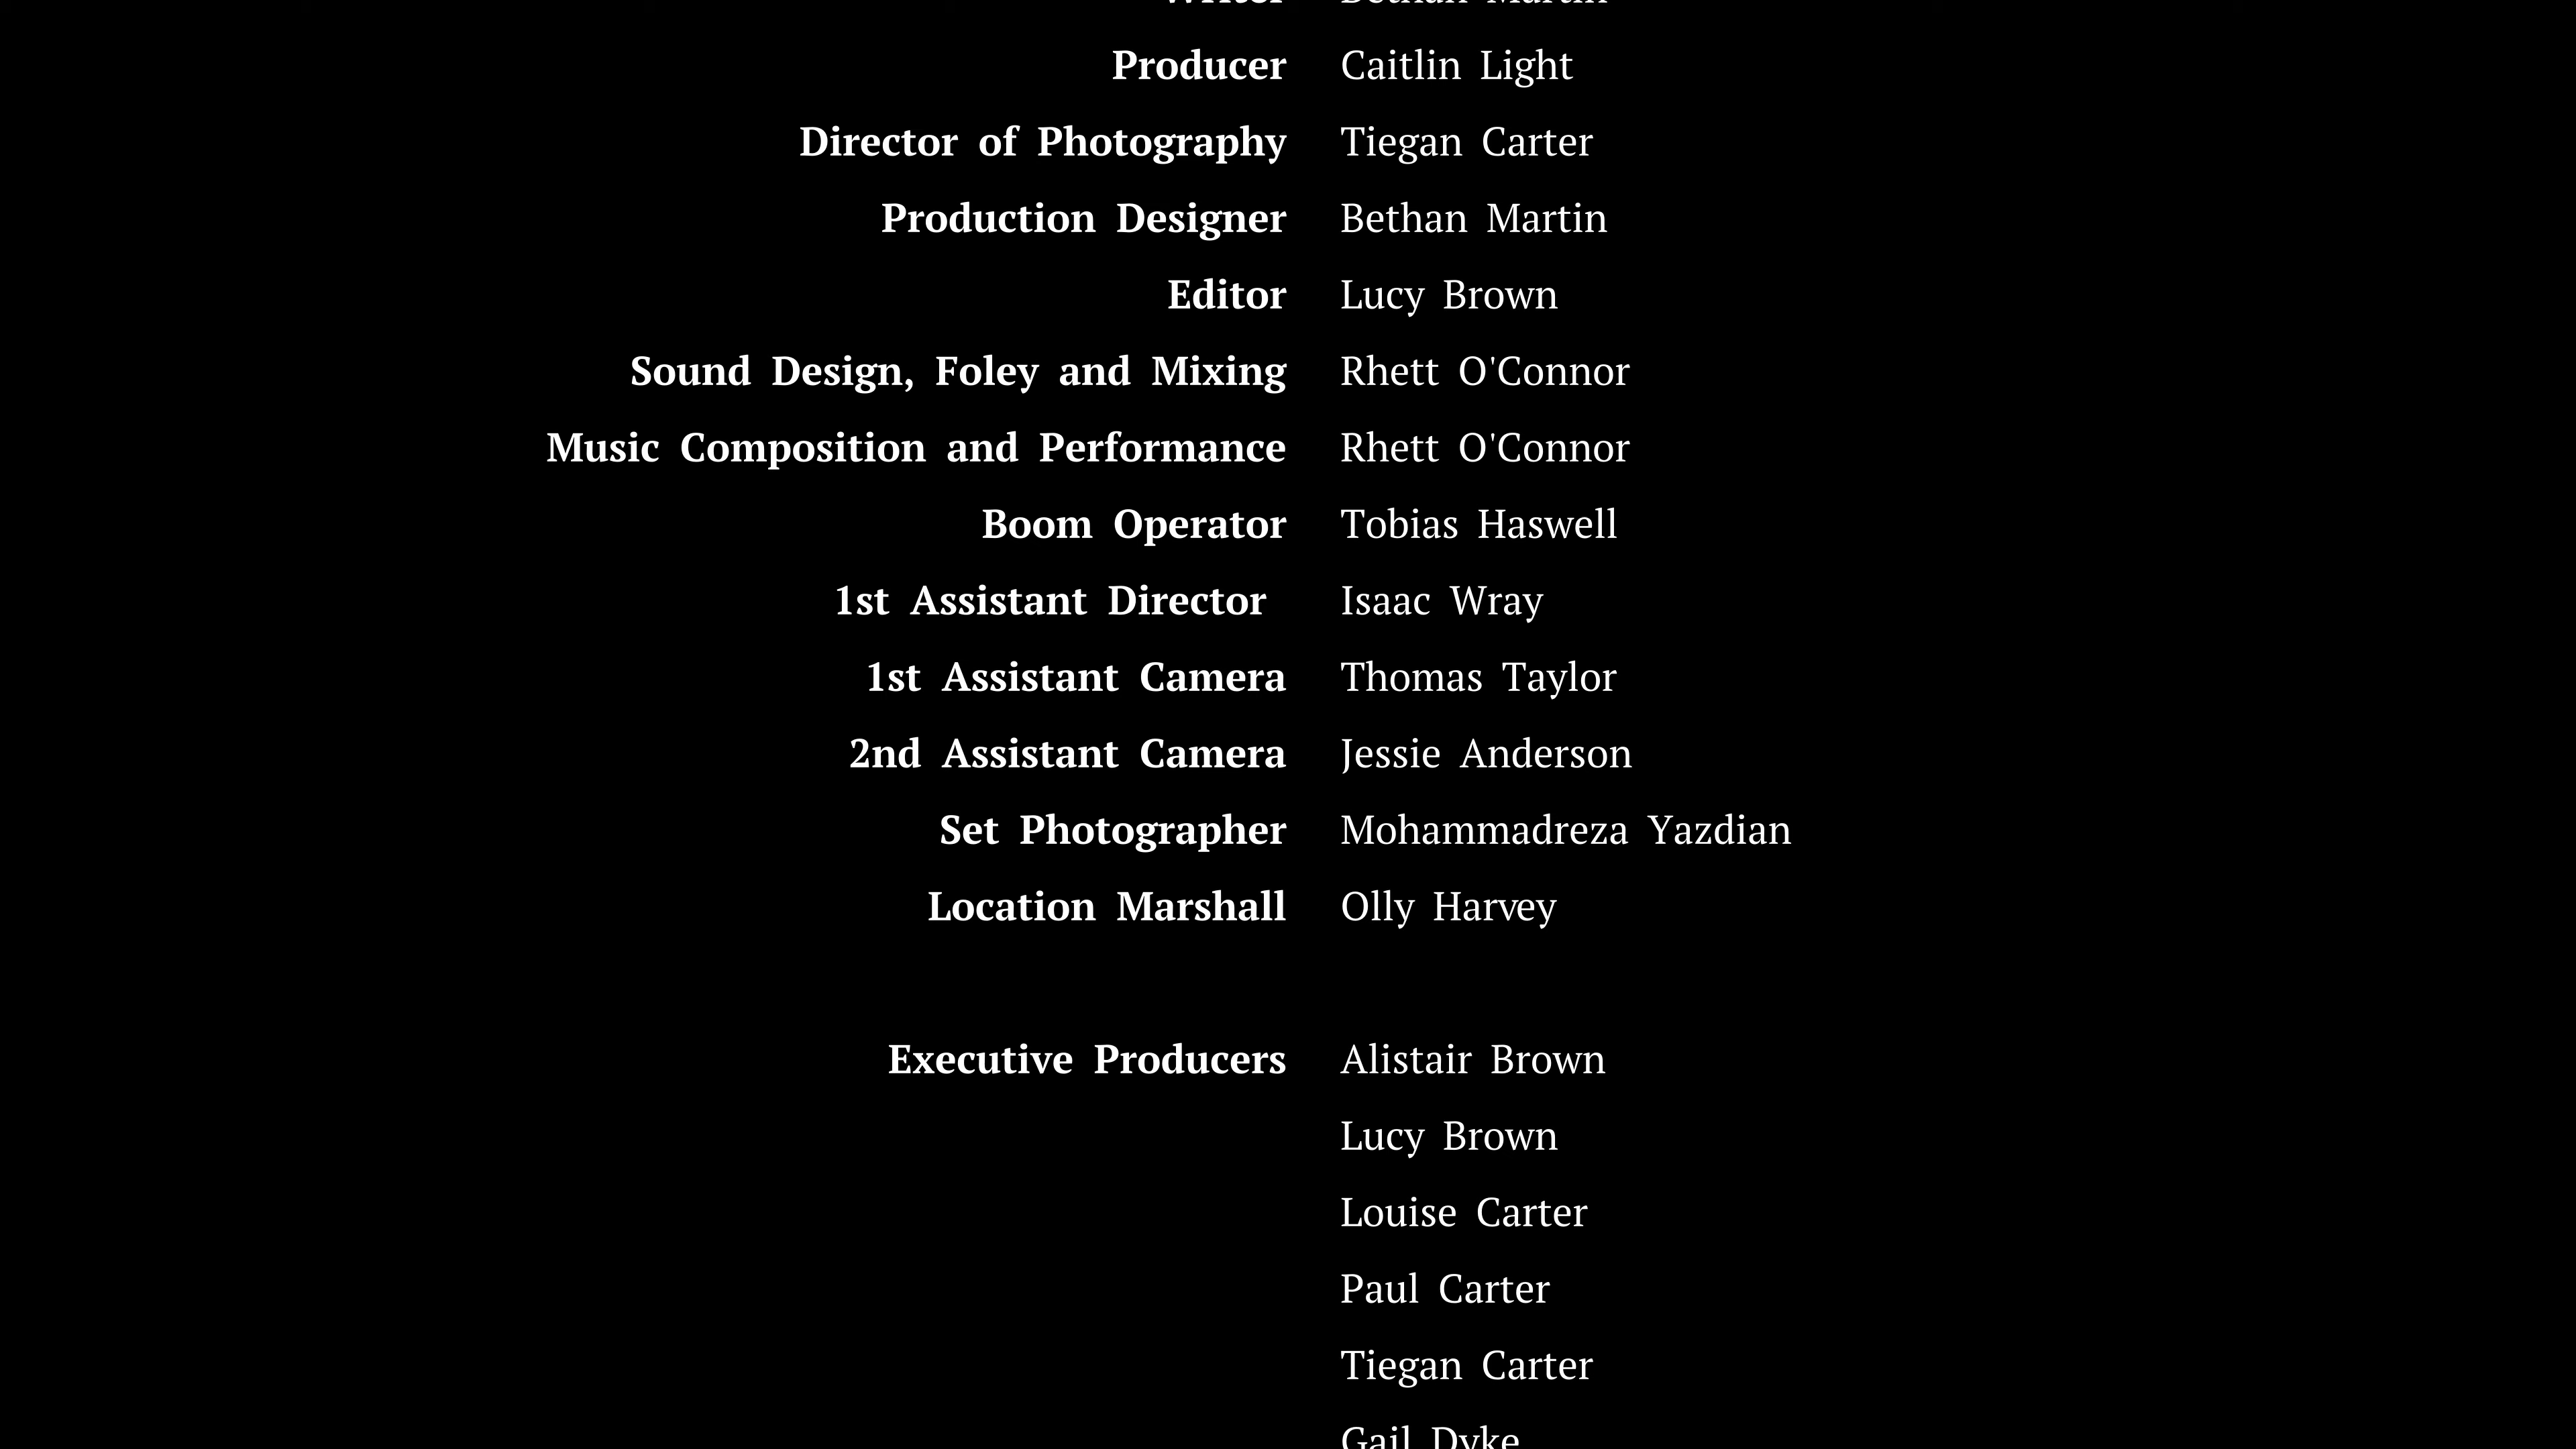 Writer Bethan Martin
Producer Caitlin Light
Director of Photography Tiegan Carter
Production Designer Bethan Martin
Editor Lucy Brown
Sound Design, Foley and Mixing Rhett O'Connor
Music Composition and Performance Rhett O'Connor
Boom Operator Tobias Haswell
1st Assistant Director Isaac Wray
1st Assistant Camera Thomas Taylor
2nd Assistant Camera Jessie Anderson
Set Photographer Mohammadreza Yazdian
Location Marshall Olly Harvey
Executive Producers Alistair Brown
Lucy Brown
Louise Carter
Paul Carter
Tiegan Carter
Gail Dyke